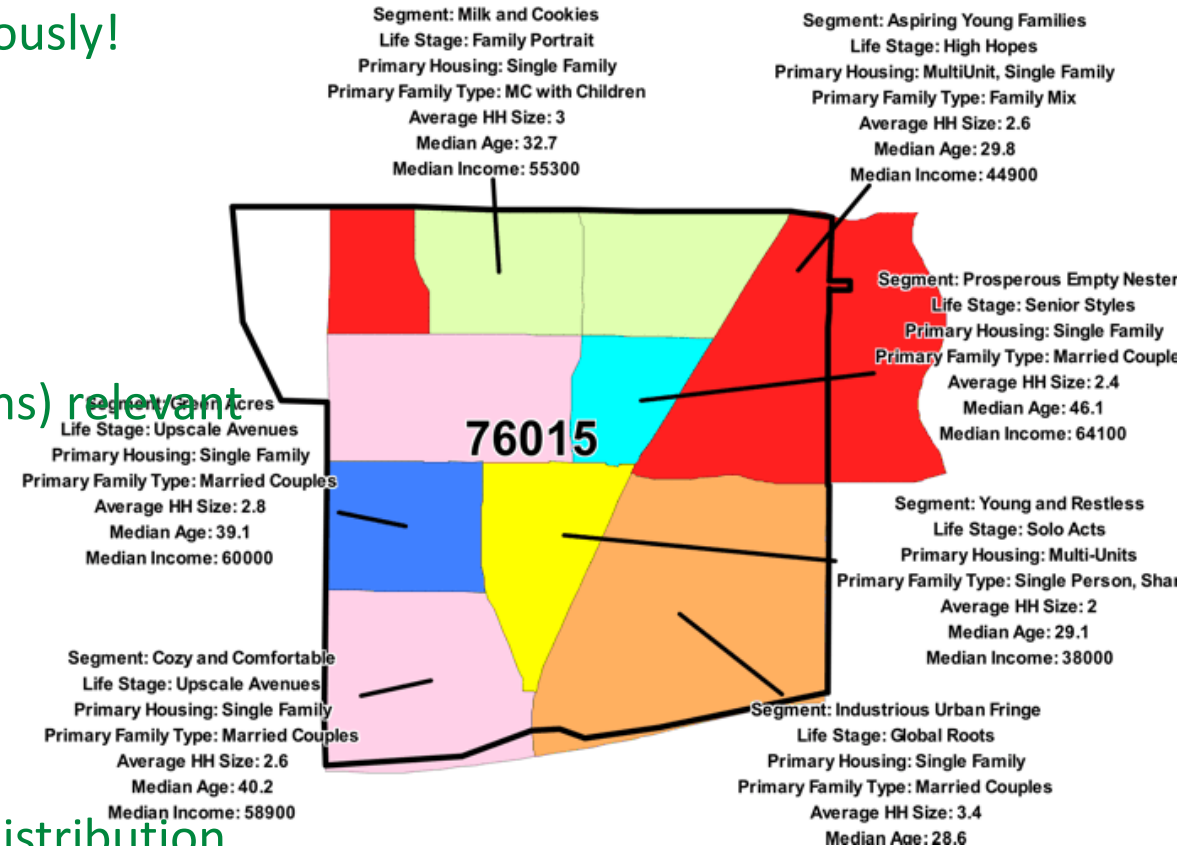 ously!
Segment: Milk and Cookies
Life Stage: Family Portrait
Primary Housing: Single Family
Primary Family Type: MC with Children
Average HH Size: 3
Median Age: 32.7
Median Income: 55300
Segment: Aspiring Young Families
Life Stage: High Hopes
Primary Housing: MultiUnit, Single Family
Primary Family Type: Family Mix
Average HH Size: 2.6
Median Age: 29.8
Median Income: 44900
Segment: Prosperous Empty Nester
Life Stage: Senior Styles
Primary Housing: Single Family
Primary Family Type: Married Couple
Average HH Size: 2.4
Median Age: 46.1
Median Income: 64100
ns) relevant
Segment: Green Acres
Life Stage: Upscale Avenues
Primary Housing: Single Family
Primary Family Type: Married Couples
Average HH Size: 2.8
Median Age: 39.1
Median Income: 60000
76015
Segment: Young and Restless
Life Stage: Solo Acts
Primary Housing: Multi-Units
Primary Family Type: Single Person, Shar
Average HH Size: 2
Median Age: 29.1
Median Income: 38000
Segment: Cozy and Comfortable
Life Stage: Upscale Avenues
Primary Housing: Single Family
Primary Family Type: Married Couples
Average HH Size: 2.6
Median Age: 40.2
Median Income: 58900
Segment: Industrious Urban Fringe
Life Stage: Global Roots
Primary Housing: Single Family
Primary Family Type: Married Couples
Average HH Size: 3.4
Median Age: 28.6
istribution